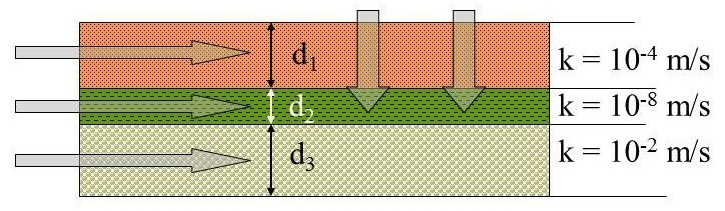 d₁ k = 10⁻⁴ m/s
d₂ k = 10⁻⁸ m/s
d₃ k = 10⁻² m/s